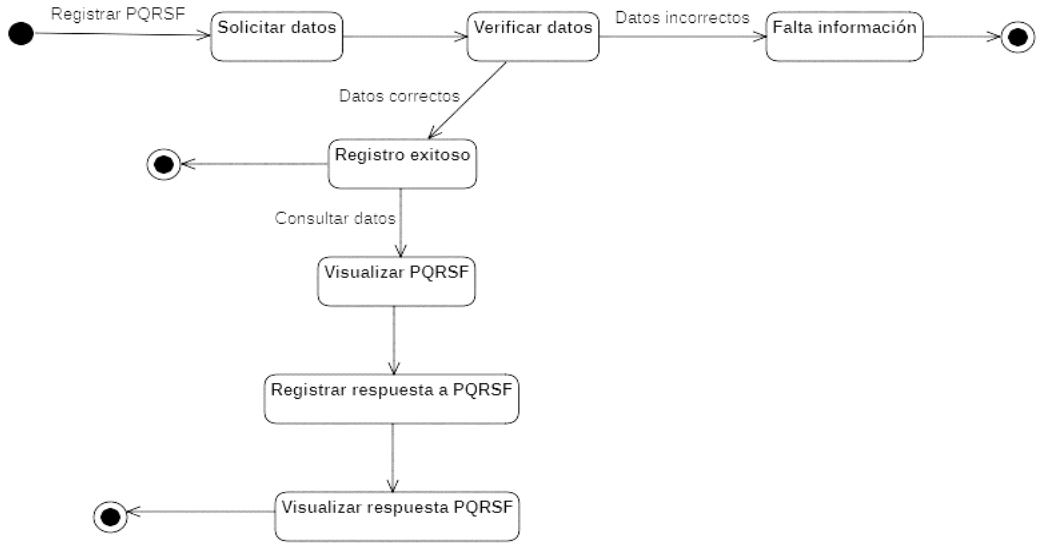 Registrar PQRSF
Solicitar datos
Verificar datos
Datos incorrectos
Falta información
Datos correctos
Registro exitoso
Consultar datos
Visualizar PQRSF
Registrar respuesta a PQRSF
Visualizar respuesta PQRSF